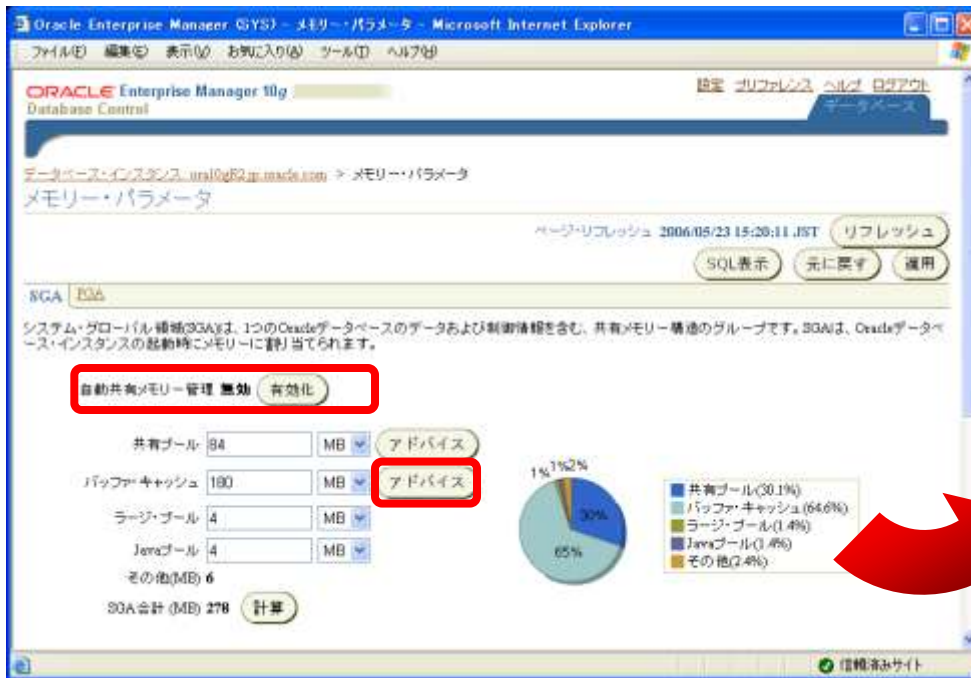 Oracle Enterprise Manager (SYS) - メモリー・パラメータ - Microsoft Internet Explorer
ファイル(F) 編集(E) 表示(V) お気に入り(A) ツール(T) ヘルプ(H)
ORACLE Enterprise Manager 10g
Database Control
設定 プリファレンス ヘルプ ログアウト
データベース
データベース・インスタンス > メモリー・パラメータ
メモリー・パラメータ
ページ・リフレッシュ 2006/05/23 15:20:11 JST リフレッシュ
SQL表示 元に戻す 適用
SGA PGA
システム・グローバル領域(SGA)は、1つのOracleデータベースのデータおよび制御情報を含む、共有メモリー構造のグループです。SGAは、Oracleデータベ
ース・インスタンスの起動時にメモリーに割り当てられます。
自動共有メモリー管理 無効 有効化
共有プール 84 MB アドバイス
バッファ・キャッシュ 180 MB アドバイス
ラージ・プール 4 MB
Javaプール 4 MB
その他(MB) 6
SGA合計 (MB) 278 計算
1% 1% 2%
30%
65%
共有プール(30.1%)
バッファ・キャッシュ(64.6%)
ラージ・プール(1.4%)
Javaプール(1.4%)
その他(2.4%)
信頼済みサイト